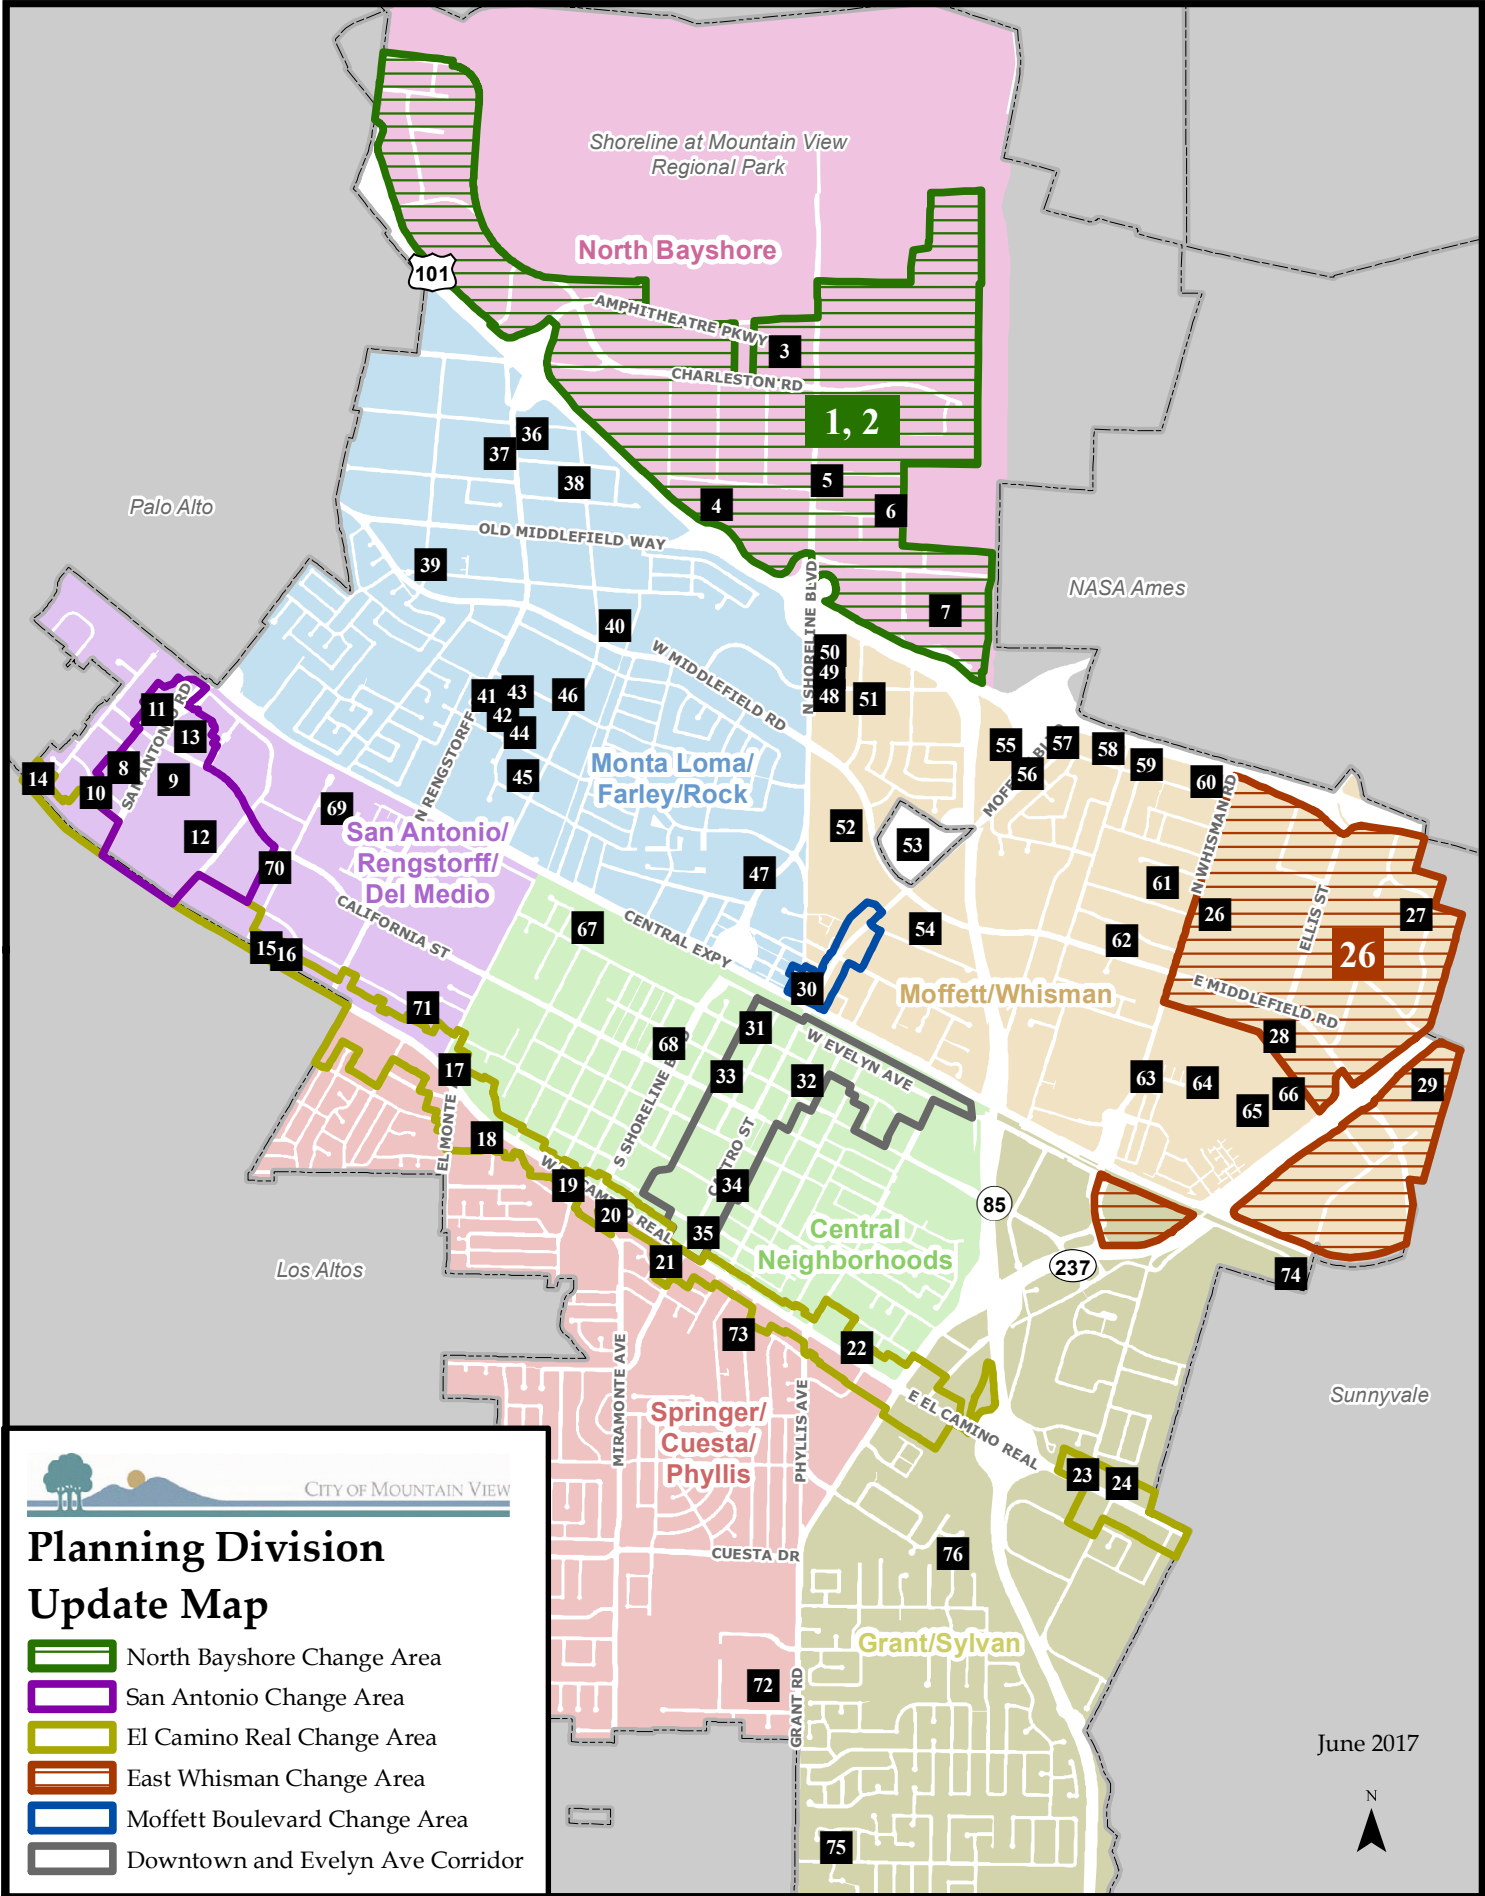 Shoreline at Mountain View
Regional Park
North Bayshore
101
AMPHITHEATRE PKWY
3
CHARLESTON RD
1, 2
36
37
38
5
4
6
Palo Alto
OLD MIDDLEFIELD WAY
39
NASA Ames
7
40
N SHORELINE BLVD
W MIDDLEFIELD RD
50
49
48
51
41
43
42
46
44
45
N RENGSTORFF
Monta Loma/
Farley/Rock
11
13
SAN ANTONIO RD
8
9
14
10
12
69
70
San Antonio/
Rengstorff/
Del Medio
55
57
56
58
59
60
MOFF
52
53
47
N WHISMAN RD
61
26
27
ELLIS ST
26
62
54
CALIFORNIA ST
67
CENTRAL EXPY
15
16
30
Moffett/Whisman
E MIDDLEFIELD RD
71
31
28
68
W EVELYN AVE
17
33
32
63
64
65
66
29
EL MONTE
S SHORELINE B
18
W E
CAMINO REAL
19
34
20
35
21
85
Central
Neighborhoods
237
74
Los Altos
73
22
MIRAMONTE AVE
PHYLLIS AVE
Sunnyvale
Springer/
Cuesta/
Phyllis
E EL CAMINO REAL
23
24
CUESTA DR
76
Grant/Sylvan
72
GRANT RD
75
CITY OF MOUNTAIN VIEW
Planning Division
Update Map
North Bayshore Change Area
San Antonio Change Area
El Camino Real Change Area
East Whisman Change Area
Moffett Boulevard Change Area
Downtown and Evelyn Ave Corridor
June 2017
N